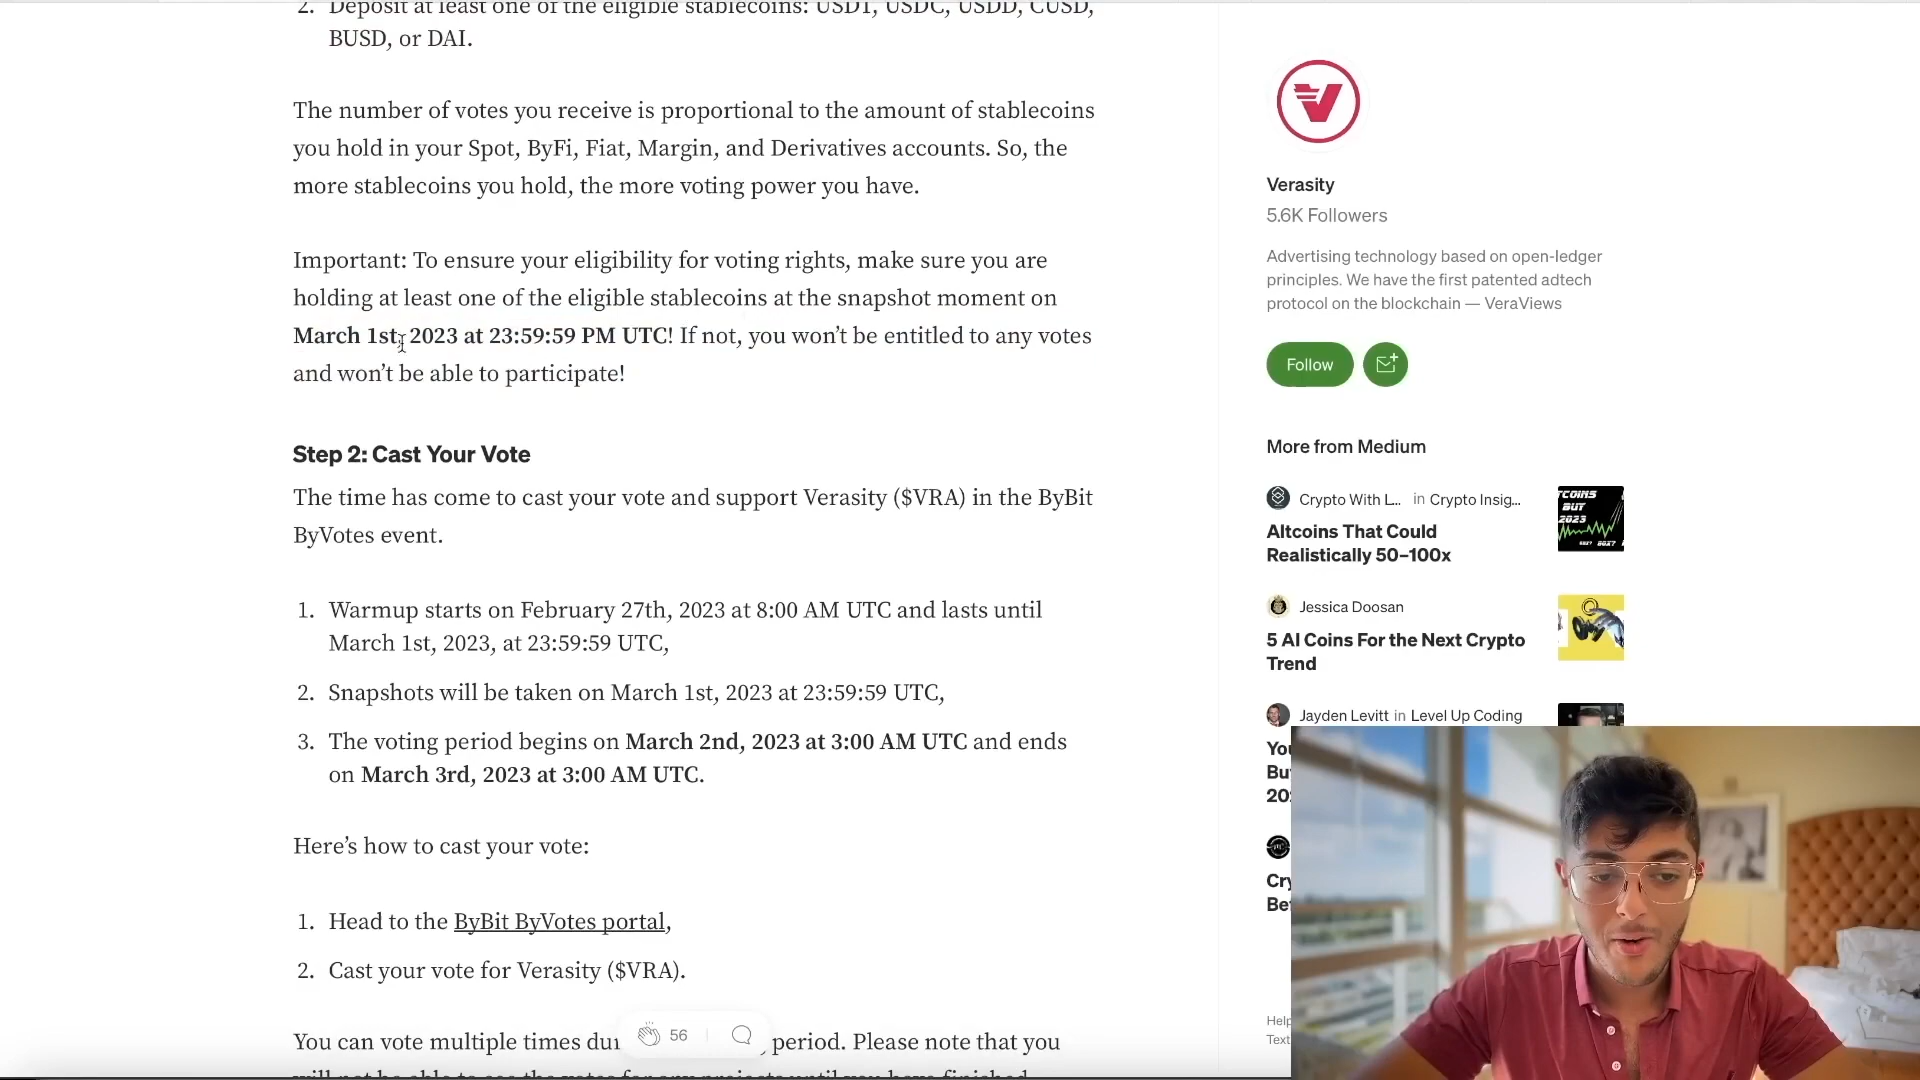 2. Deposit at least one of the eligible stablecoins: USDT, USDC, USDD, CUSD,
BUSD, or DAI.
The number of votes you receive is proportional to the amount of stablecoins
you hold in your Spot, ByFi, Fiat, Margin, and Derivatives accounts. So, the
more stablecoins you hold, the more voting power you have.
Important: To ensure your eligibility for voting rights, make sure you are
holding at least one of the eligible stablecoins at the snapshot moment on
March 1st, 2023 at 23:59:59 PM UTC! If not, you won’t be entitled to any votes
and won’t be able to participate!
Step 2: Cast Your Vote
The time has come to cast your vote and support Verasity ($VRA) in the ByBit
ByVotes event.
1. Warmup starts on February 27th, 2023 at 8:00 AM UTC and lasts until
March 1st, 2023, at 23:59:59 UTC,
2. Snapshots will be taken on March 1st, 2023 at 23:59:59 UTC,
3. The voting period begins on March 2nd, 2023 at 3:00 AM UTC and ends
on March 3rd, 2023 at 3:00 AM UTC.
Here’s how to cast your vote:
1. Head to the ByBit ByVotes portal,
2. Cast your vote for Verasity ($VRA).
You can vote multiple times period. Please note that you
56
Verasity
5.6K Followers
Advertising technology based on open-ledger
principles. We have the first patented adtech
protocol on the blockchain — VeraViews
Follow
More from Medium
Crypto With L... in Crypto Insig...
Altcoins That Could
Realistically 50–100x
TCOINS
BUT
2023
Jessica Doosan
5 AI Coins For the Next Crypto
Trend
Jayden Levitt in Level Up Coding
You
Bu
20
Cry
Be
Help
Text